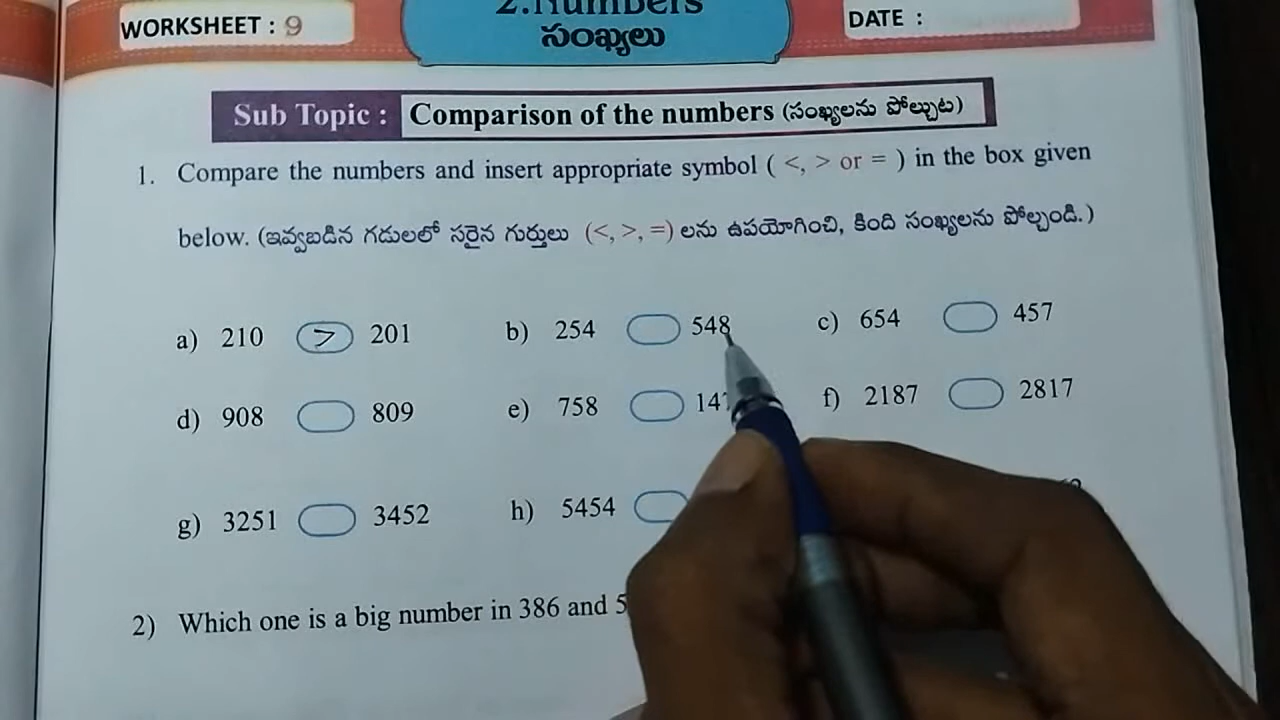 WORKSHEET : 9
2.Numbers
సంఖ్యలు
DATE :
Sub Topic : Comparison of the numbers (సంఖ్యలను పోల్చుట)
1. Compare the numbers and insert appropriate symbol ( <, > or = ) in the box given
below. (ఇవ్వబడిన గడులలో సరైన గుర్తులు (<, >, =) లను ఉపయోగించి, కింది సంఖ్యలను పోల్చండి.)
a) 210 > 201 b) 254 548 c) 654 457
d) 908 809 e) 758 f) 2187 2817
g) 3251 3452 h) 5454
2) Which one is a big number in 386 and